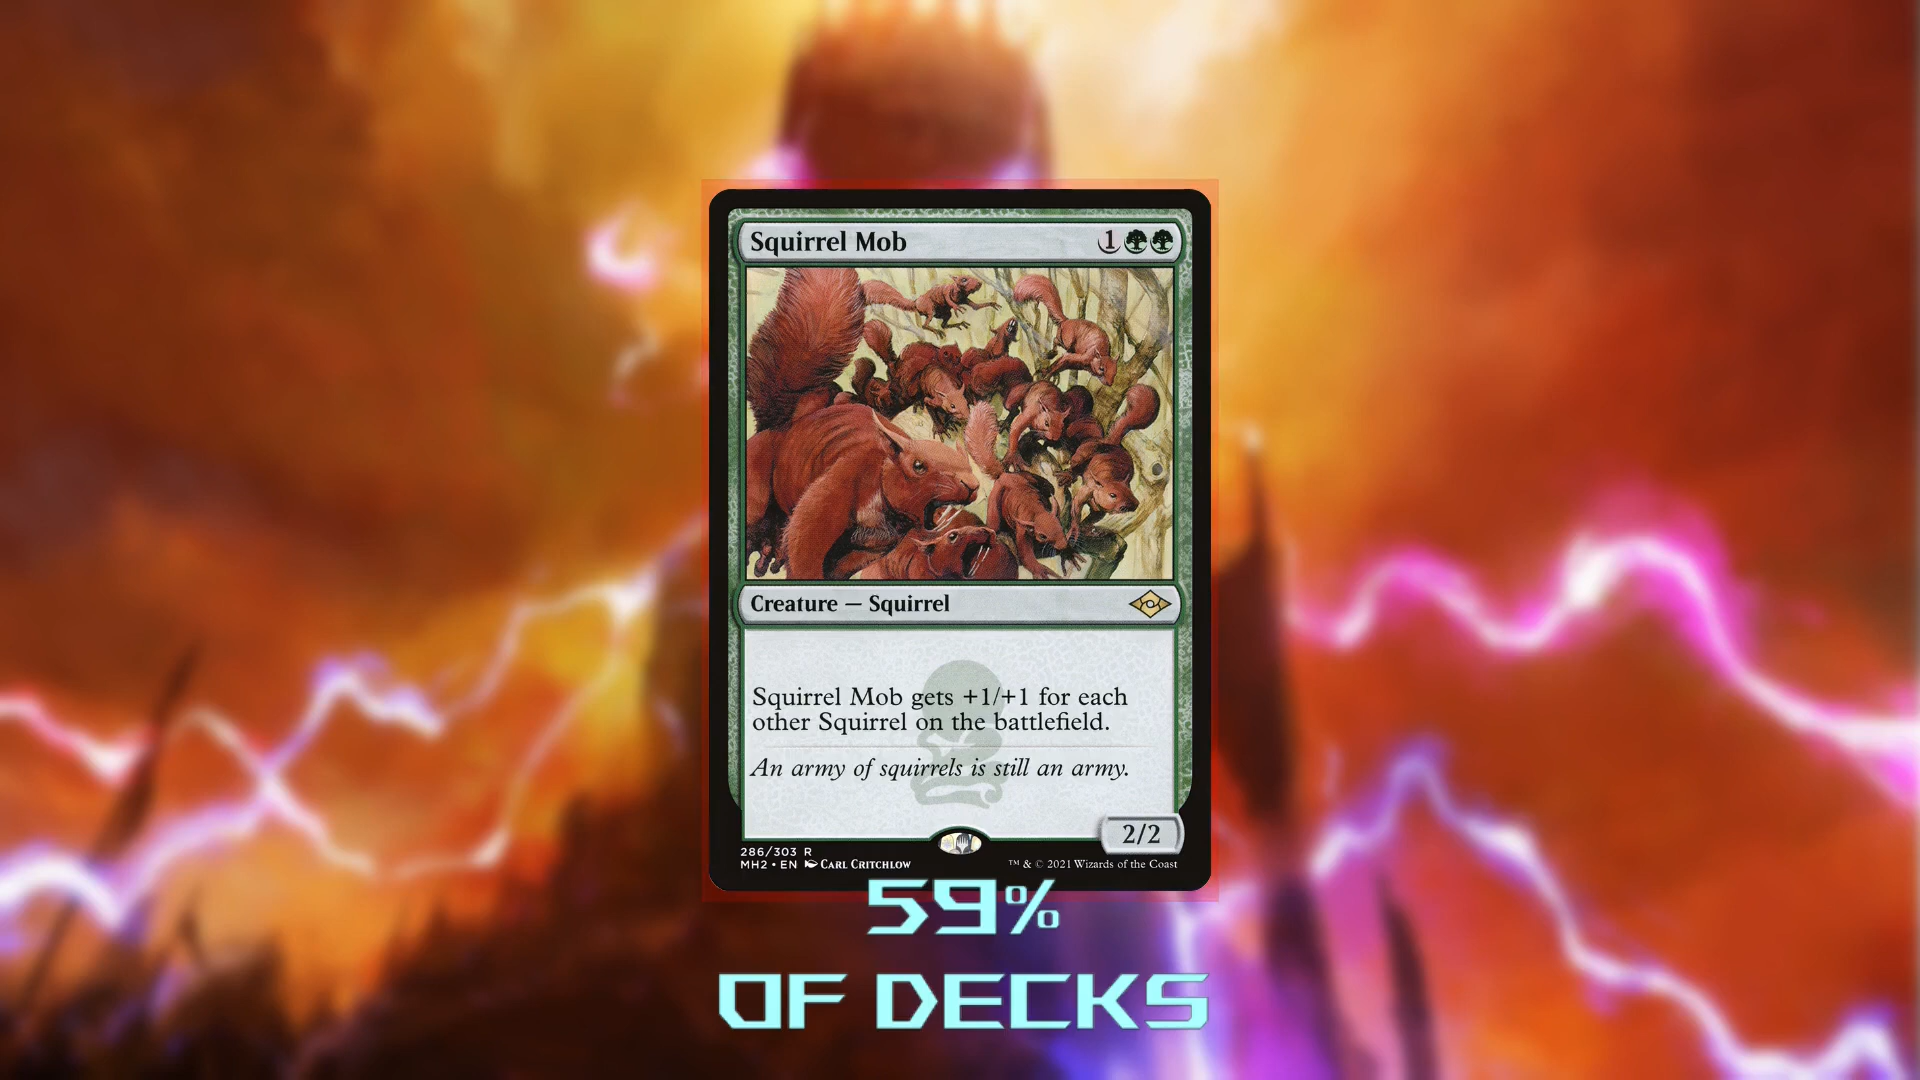 Squirrel Mob 1
Creature — Squirrel
Squirrel Mob gets +1/+1 for each
other Squirrel on the battlefield.
An army of squirrels is still an army.
2/2
286/303 R
MH2 • EN Carl Critchlow
™ & © 2021 Wizards of the Coast
59%
OF DECKS